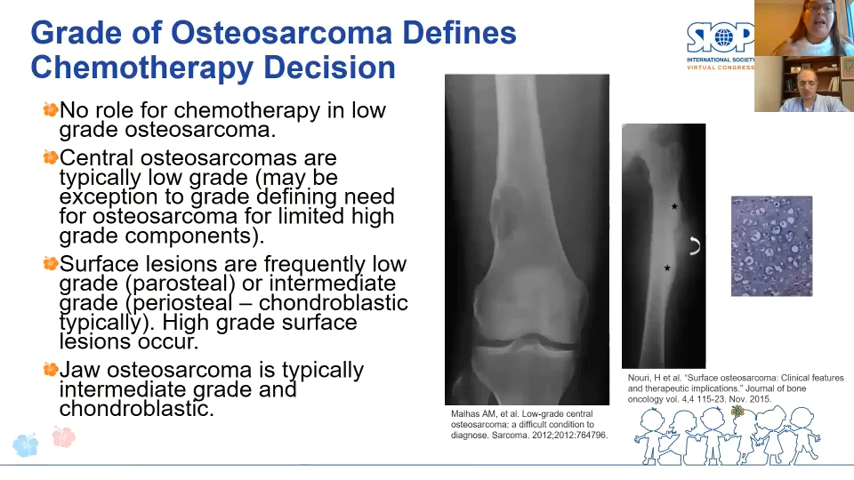 Grade of Osteosarcoma Defines
Chemotherapy Decision
No role for chemotherapy in low
grade osteosarcoma.
Central osteosarcomas are
typically low grade (may be
exception to grade defining need
for osteosarcoma for limited high
grade components).
Surface lesions are frequently low
grade (parosteal) or intermediate
grade (periosteal – chondroblastic
typically). High grade surface
lesions occur.
Jaw osteosarcoma is typically
intermediate grade and
chondroblastic.
SIOP
INTERNATIONAL SOCIETY
VIRTUAL CONGRESS
Malhas AM, et al. Low-grade central
osteosarcoma: a difficult condition to
diagnose. Sarcoma. 2012;2012:764796.
Nouri, H et al. “Surface osteosarcoma: Clinical features
and therapeutic implications.” Journal of bone
oncology vol. 4,4 115-23. Nov. 2015.